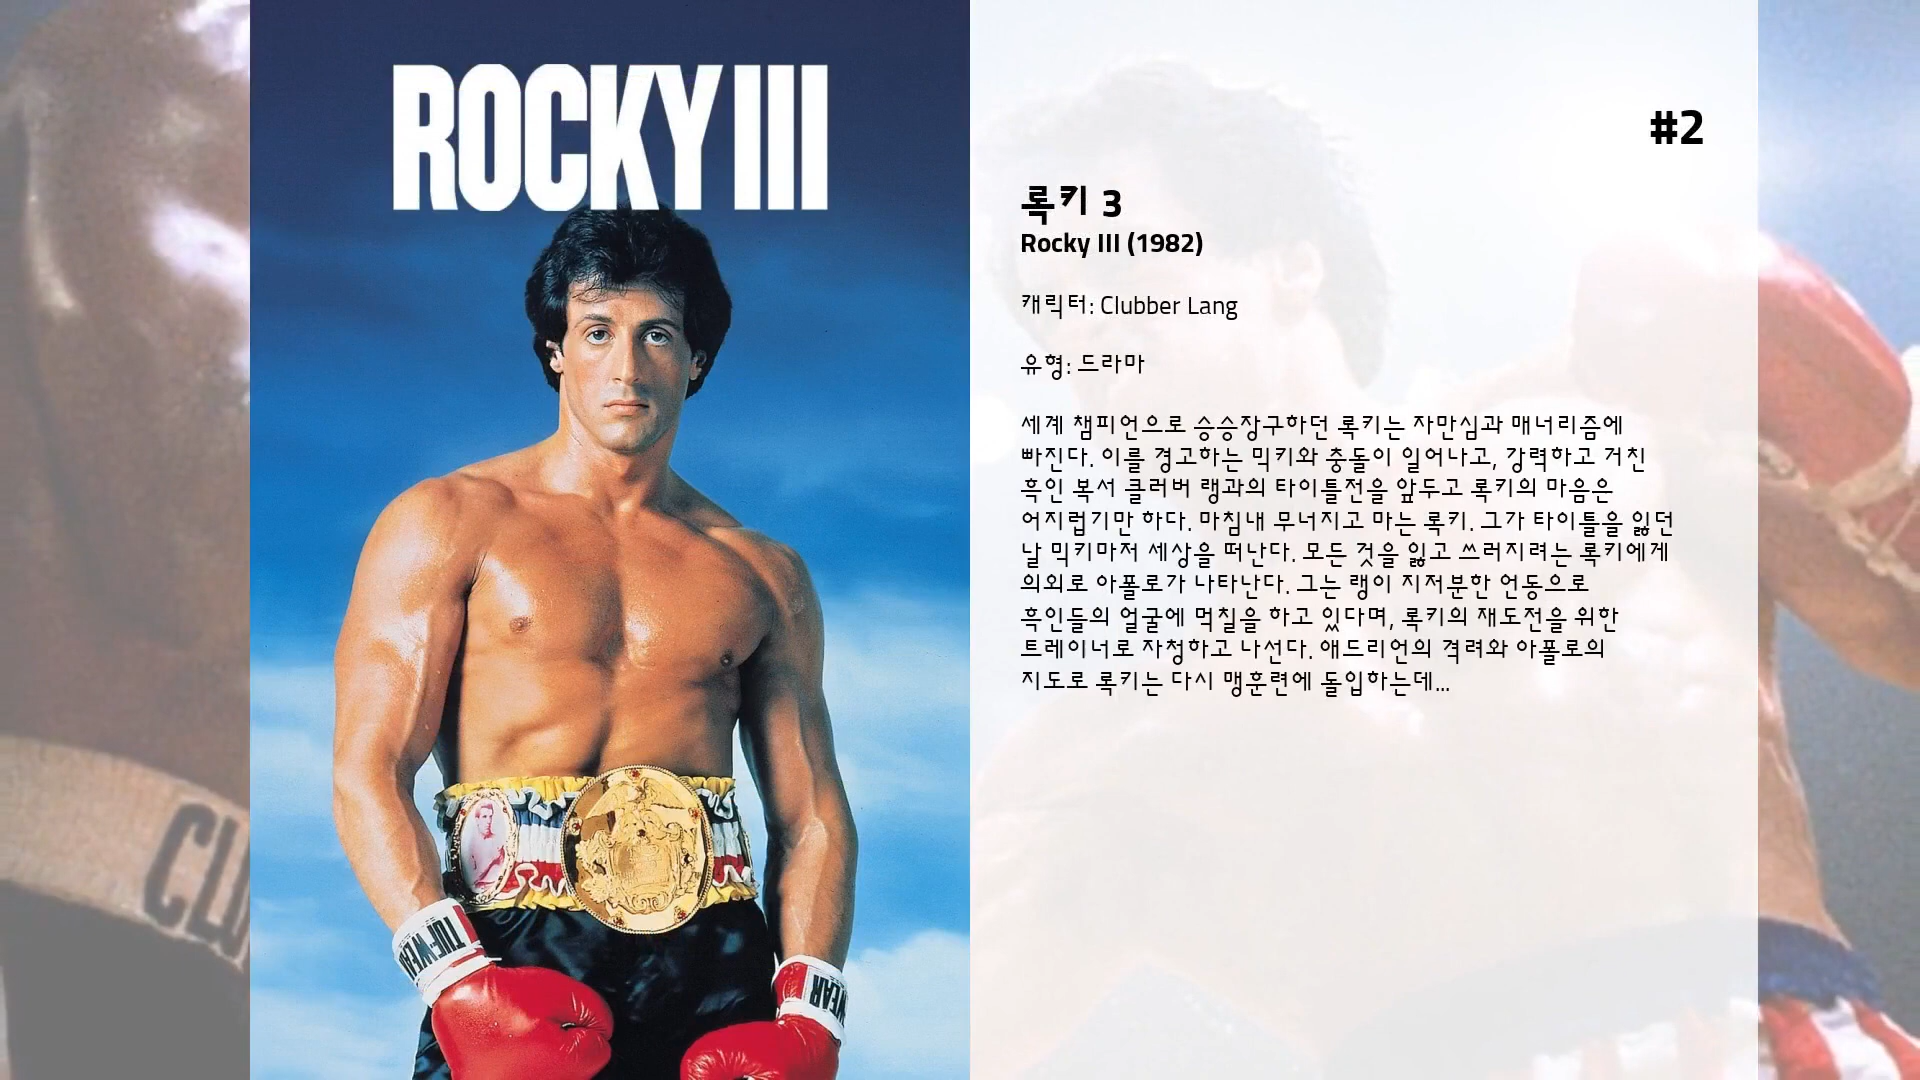 ROCKY III
#2
록키 3
Rocky III (1982)
캐릭터: Clubber Lang
유형: 드라마
세계 챔피언으로 승승장구하던 록키는 자만심과 매너리즘에
빠진다. 이를 경고하는 믹키와 충돌이 일어나고, 강력하고 거친
흑인 복서 클러버 랭과의 타이틀전을 앞두고 록키의 마음은
어지럽기만 하다. 마침내 무너지고 마는 록키. 그가 타이틀을 잃던
날 믹키마저 세상을 떠난다. 모든 것을 잃고 쓰러지려는 록키에게
의외로 아폴로가 나타난다. 그는 랭이 지저분한 언동으로
흑인들의 얼굴에 먹칠을 하고 있다며, 록키의 재도전을 위한
트레이너로 자청하고 나선다. 애드리언의 격려와 아폴로의
지도로 록키는 다시 맹훈련에 돌입하는데...
TUF-WEAR
WEAR
CLU